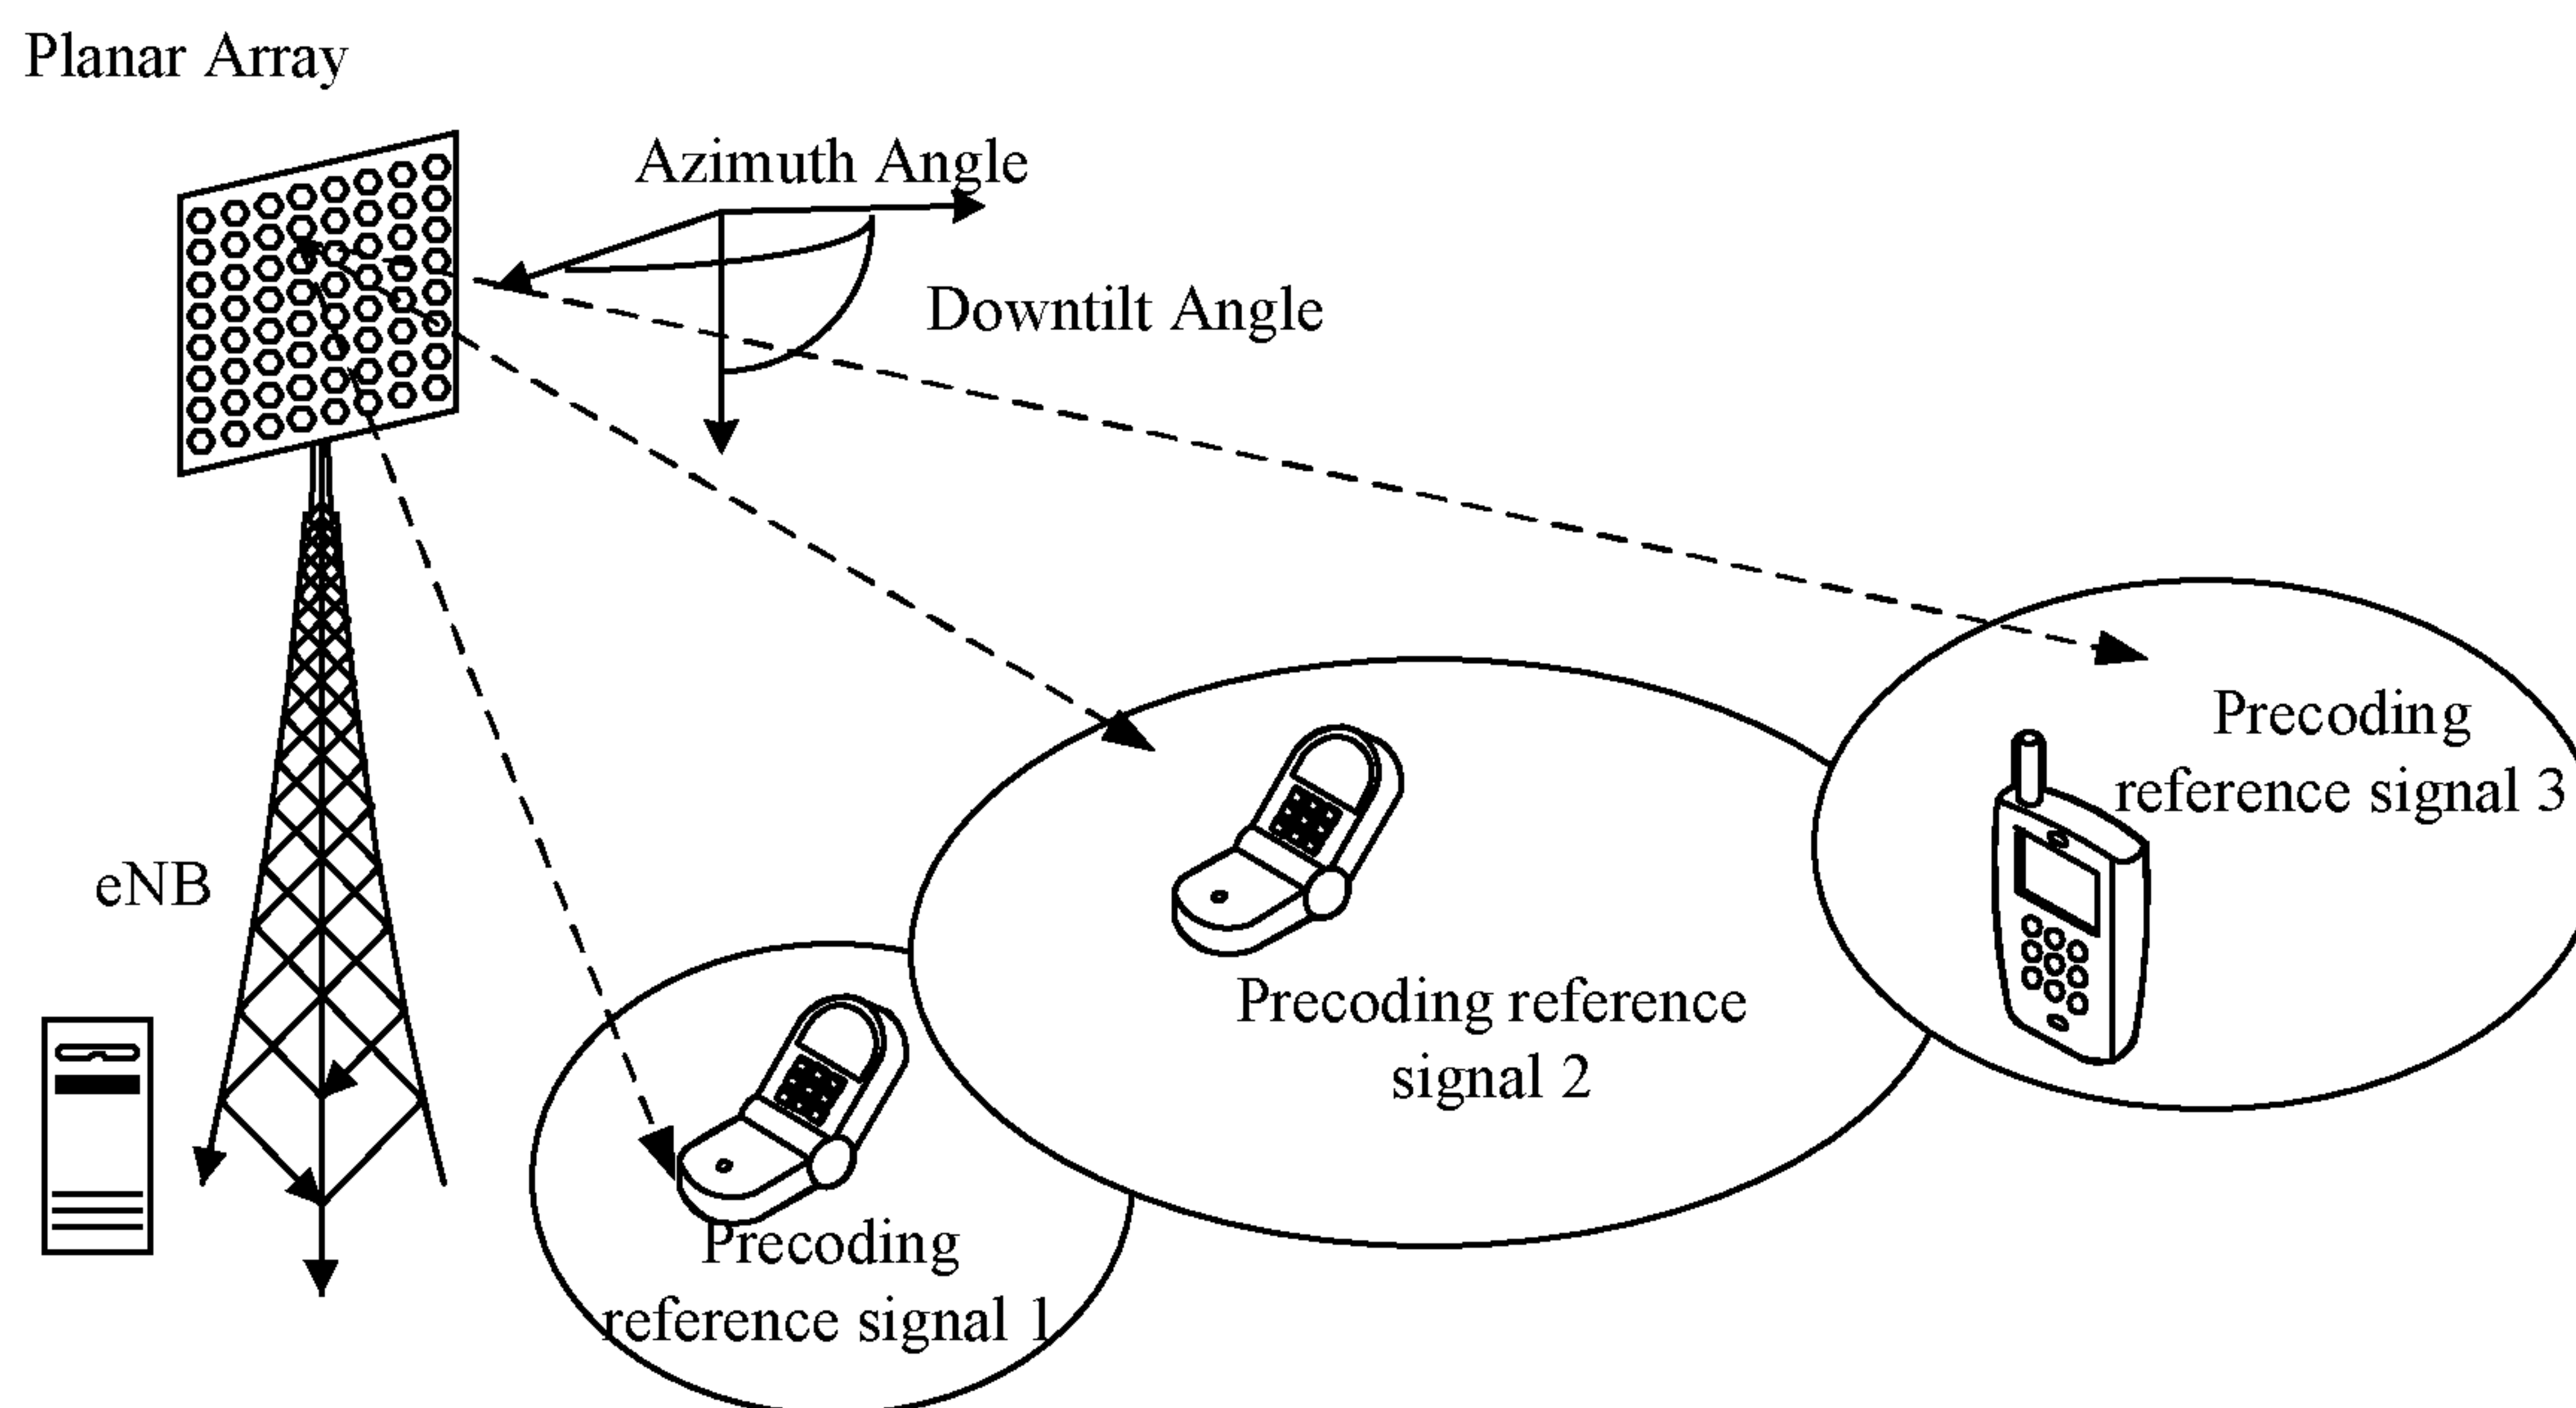 Planar Array
Azimuth Angle
Downtilt Angle
Precoding
reference signal 3
eNB
Precoding reference
signal 2
Precoding
reference signal 1